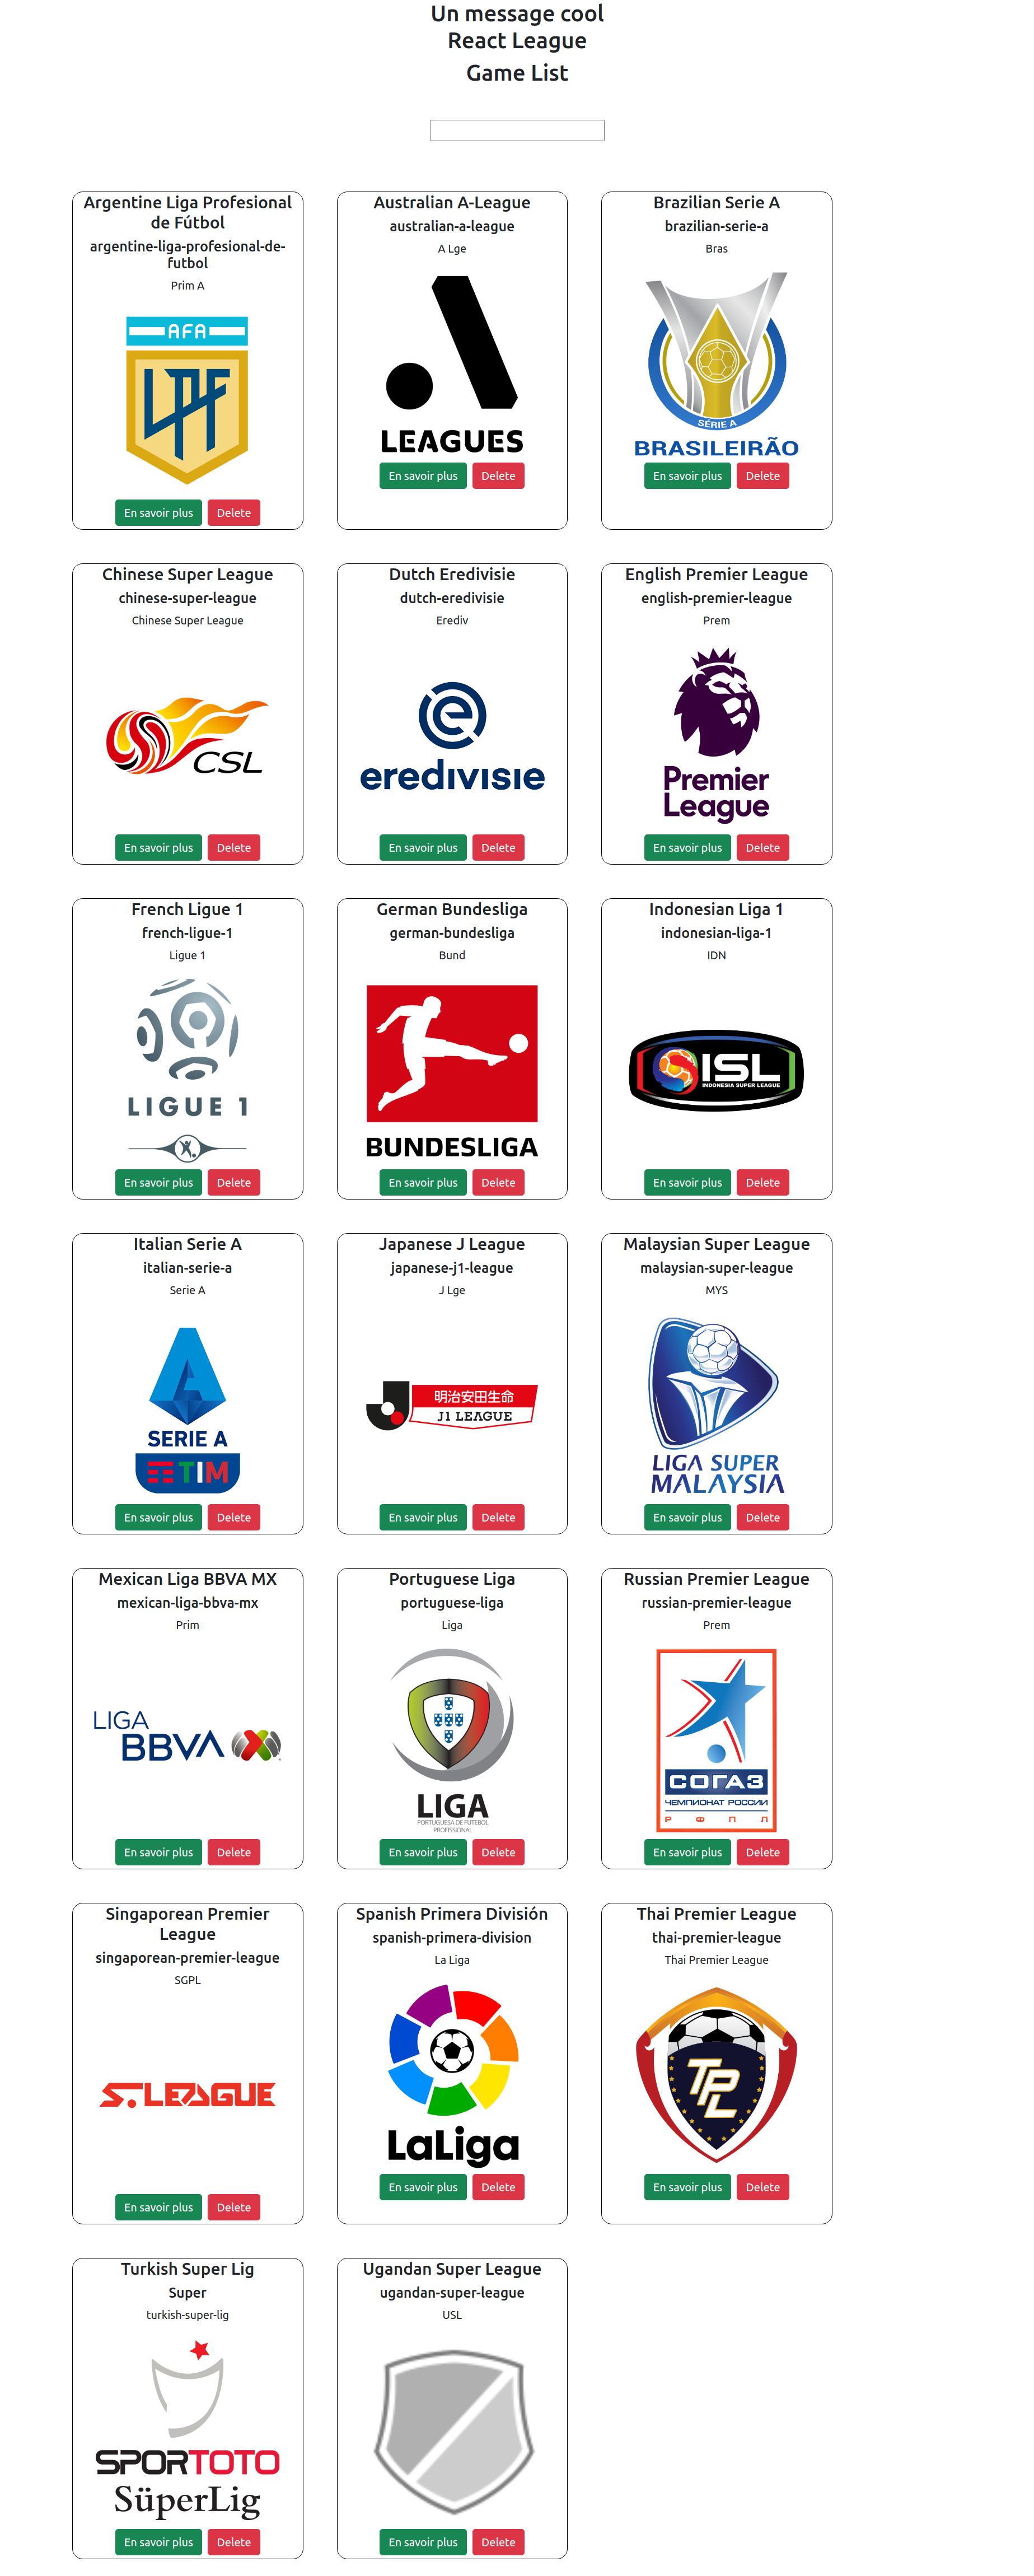 Un message cool
React League
Game List
Argentine Liga Profesional
de Fútbol
argentine-liga-profesional-de-
futbol
Prim A
AFA
LPF
En savoir plus
Delete
Australian A-League
australian-a-league
A Lge
LEAGUES
En savoir plus
Delete
Brazilian Serie A
brazilian-serie-a
Bras
SÉRIE A
BRASILEIRÃO
En savoir plus
Delete
Chinese Super League
chinese-super-league
Chinese Super League
CSL
En savoir plus
Delete
Dutch Eredivisie
dutch-eredivisie
Erediv
eredivisie
En savoir plus
Delete
English Premier League
english-premier-league
Prem
Premier
League
En savoir plus
Delete
French Ligue 1
french-ligue-1
Ligue 1
LIGUE 1
En savoir plus
Delete
German Bundesliga
german-bundesliga
Bund
BUNDESLIGA
En savoir plus
Delete
Indonesian Liga 1
indonesian-liga-1
IDN
ISL
INDONESIA SUPER LEAGUE
En savoir plus
Delete
Italian Serie A
italian-serie-a
Serie A
SERIE A
TIM
En savoir plus
Delete
Japanese J League
japanese-j1-league
J Lge
明治安田生命
J1 LEAGUE
En savoir plus
Delete
Malaysian Super League
malaysian-super-league
MYS
LIGA SUPER
MALAYSIA
En savoir plus
Delete
Mexican Liga BBVA MX
mexican-liga-bbva-mx
Prim
LIGA
BBVA
En savoir plus
Delete
Portuguese Liga
portuguese-liga
Liga
LIGA
PORTUGUESA DE FUTEBOL
PROFISSIONAL
En savoir plus
Delete
Russian Premier League
russian-premier-league
Prem
СОГАЗ
ЧЕМПИОНАТ РОССИИ
Р Ф П Л
En savoir plus
Delete
Singaporean Premier
League
singaporean-premier-league
SGPL
S.LEAGUE
En savoir plus
Delete
Spanish Primera División
spanish-primera-division
La Liga
LaLiga
En savoir plus
Delete
Thai Premier League
thai-premier-league
Thai Premier League
TPL
En savoir plus
Delete
Turkish Super Lig
Super
turkish-super-lig
SPORTOTO
SüperLig
En savoir plus
Delete
Ugandan Super League
ugandan-super-league
USL
En savoir plus
Delete